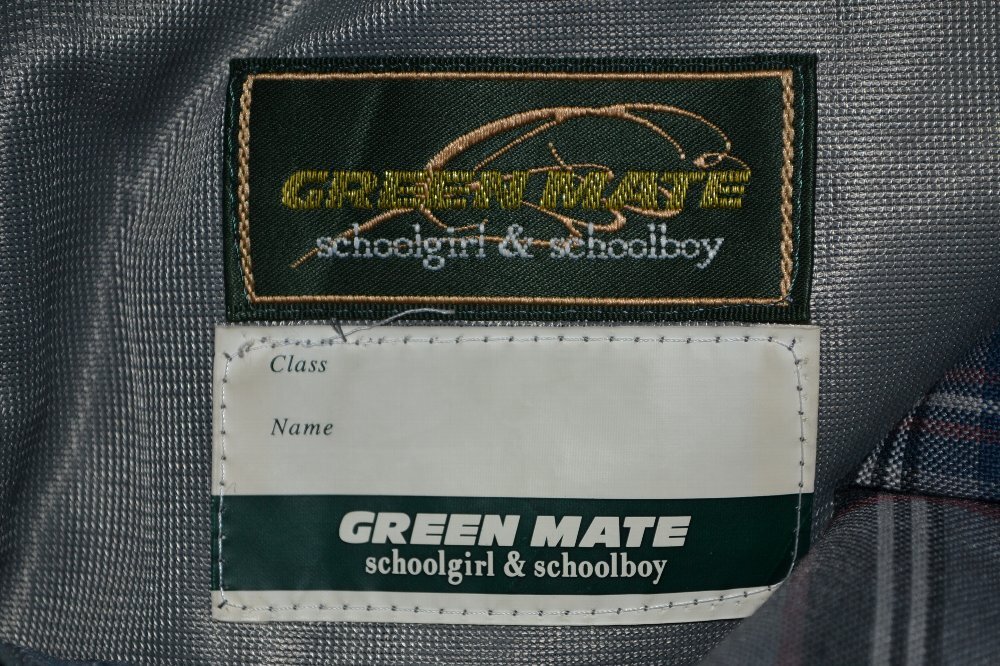 GREEN MATE
schoolgirl & schoolboy
Class
Name
GREEN MATE
schoolgirl & schoolboy